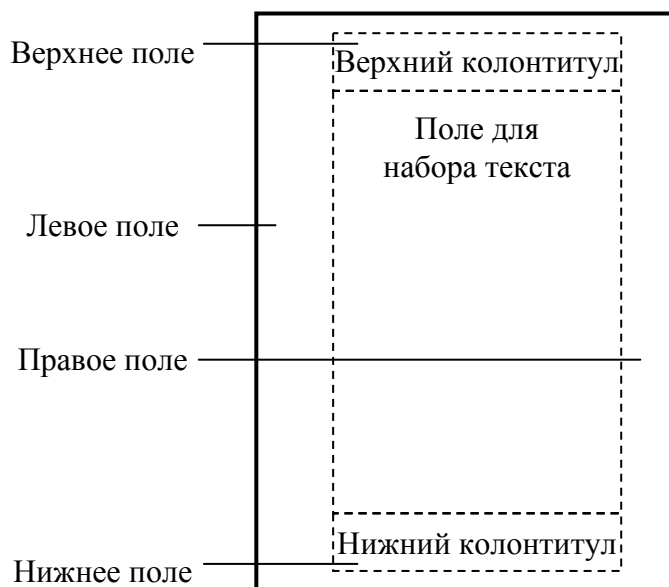 Верхнее поле
Верхний колонтитул
Поле для
набора текста
Левое поле
Правое поле
Нижний колонтитул
Нижнее поле